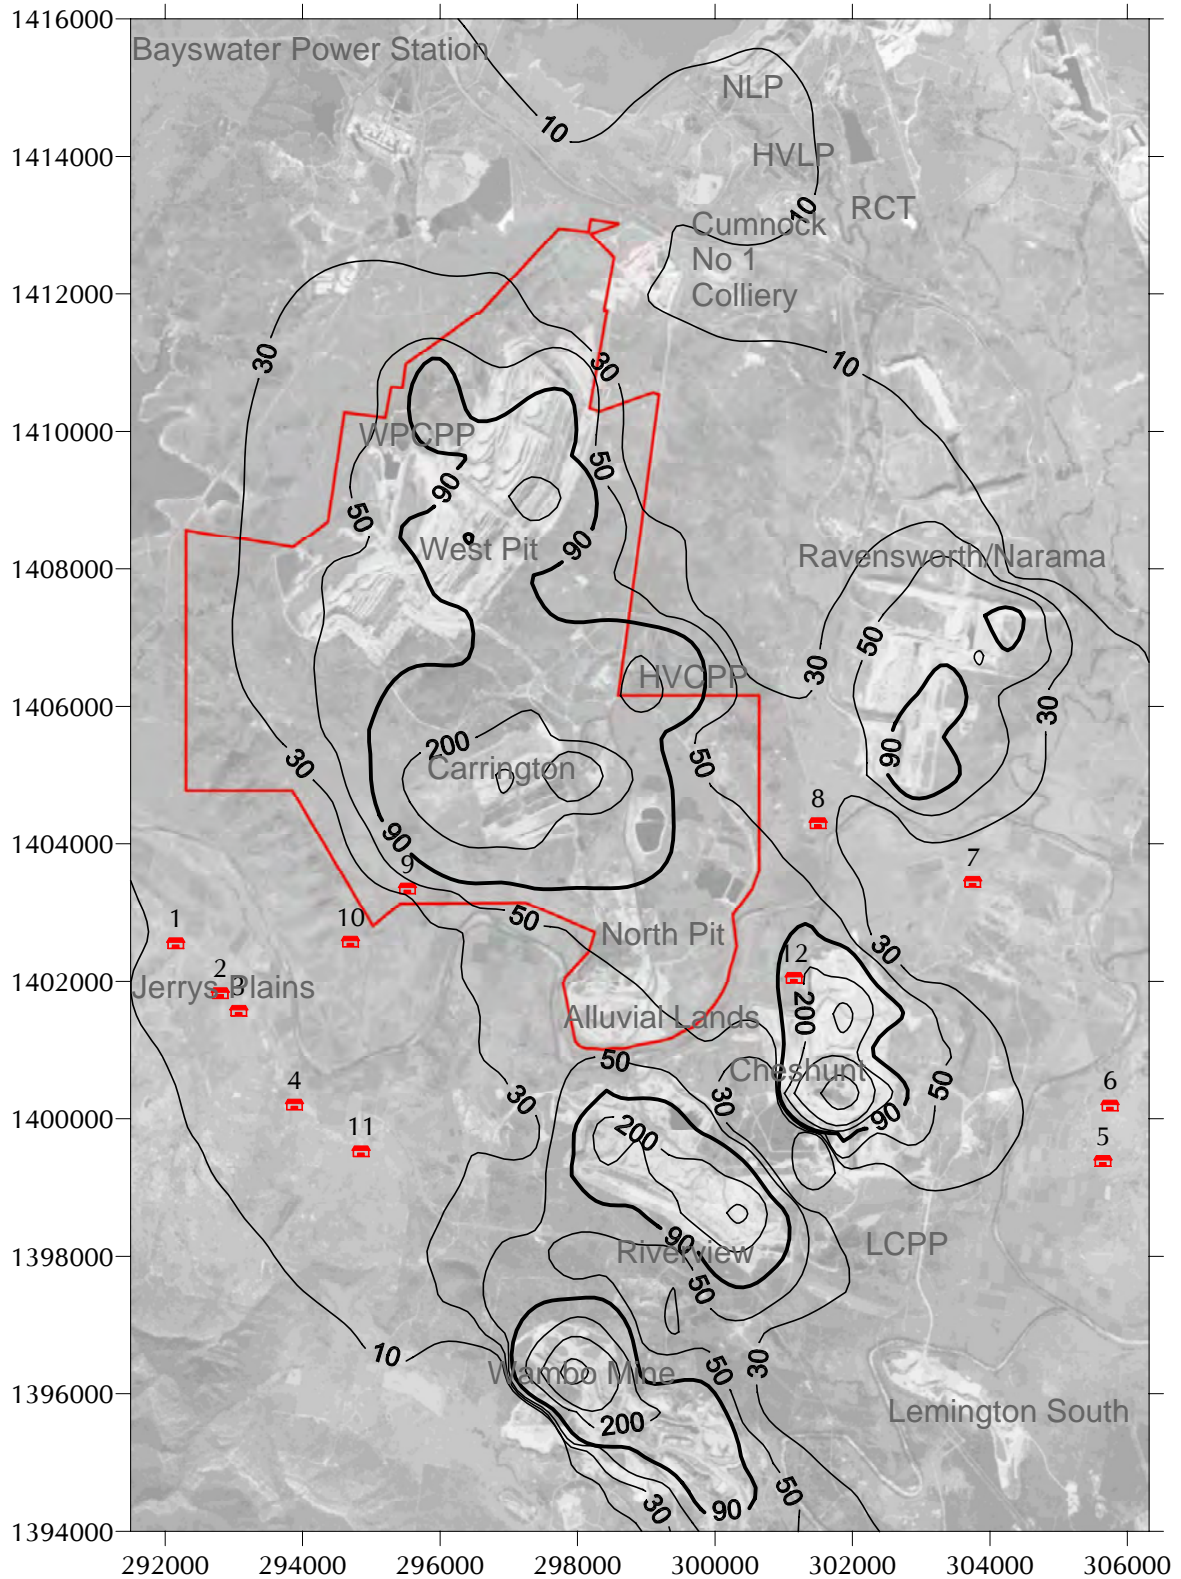 1416000
Bayswater Power Station
NLP
10
HVLP
1414000
10
RCT
Cumnock
No 1
Colliery
1412000
30
30
10
1410000
WPCPP
50
90
50
90
West Pit
Ravensworth/Narama
1408000
50
30
HVCPP
1406000
30
200
50
90
30
Carrington
8
90
1404000
9
7
1
10
50
North Pit
30
12
2
3
Jerrys Plains
1402000
200
Alluvial Lands
50
Cheshunt
50
4
30
30
6
1400000
90
11
200
5
90
Riverview
LCPP
1398000
50
10
50
30
Wambo Mine
1396000
200
Lemington South
50
30
90
1394000
292000 294000 296000 298000 300000 302000 304000 306000